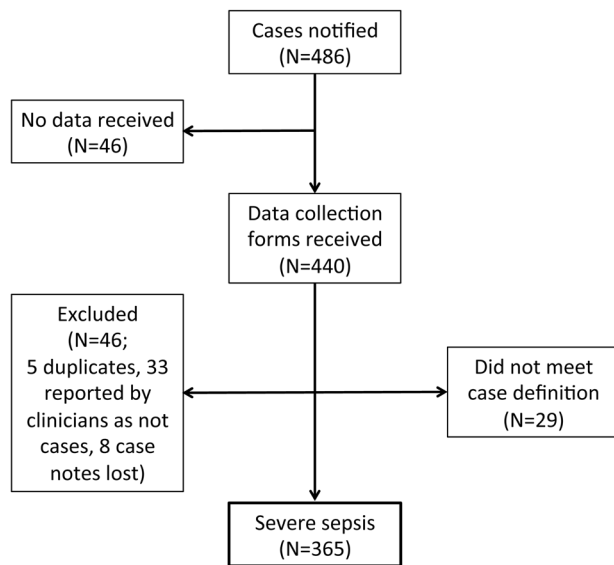 Cases notified
(N=486)
No data received
(N=46)
Data collection
forms received
(N=440)
Excluded
(N=46;
5 duplicates, 33
reported by
clinicians as not
cases, 8 case
notes lost)
Did not meet
case definition
(N=29)
Severe sepsis
(N=365)